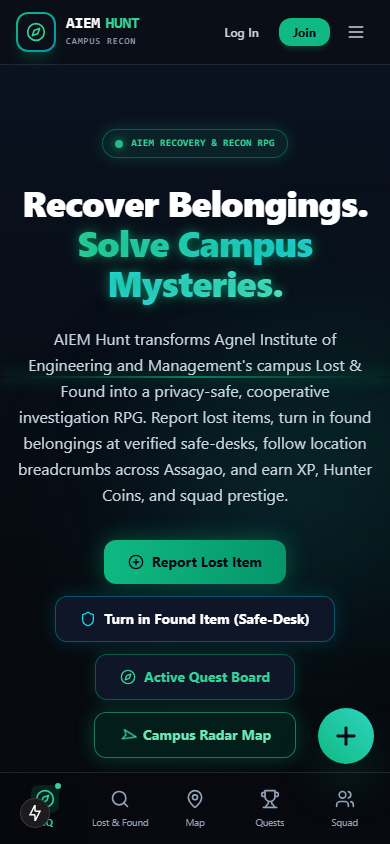 AIEM HUNT
CAMPUS RECON
Log In
Join
AIEM RECOVERY & RECON RPG
Recover Belongings.
Solve Campus
Mysteries.
AIEM Hunt transforms Agnel Institute of
Engineering and Management's campus Lost &
Found into a privacy-safe, cooperative
investigation RPG. Report lost items, turn in found
belongings at verified safe-desks, follow location
breadcrumbs across Assagao, and earn XP, Hunter
Coins, and squad prestige.
Report Lost Item
Turn in Found Item (Safe-Desk)
Active Quest Board
Campus Radar Map
Lost & Found
Map
Quests
Squad